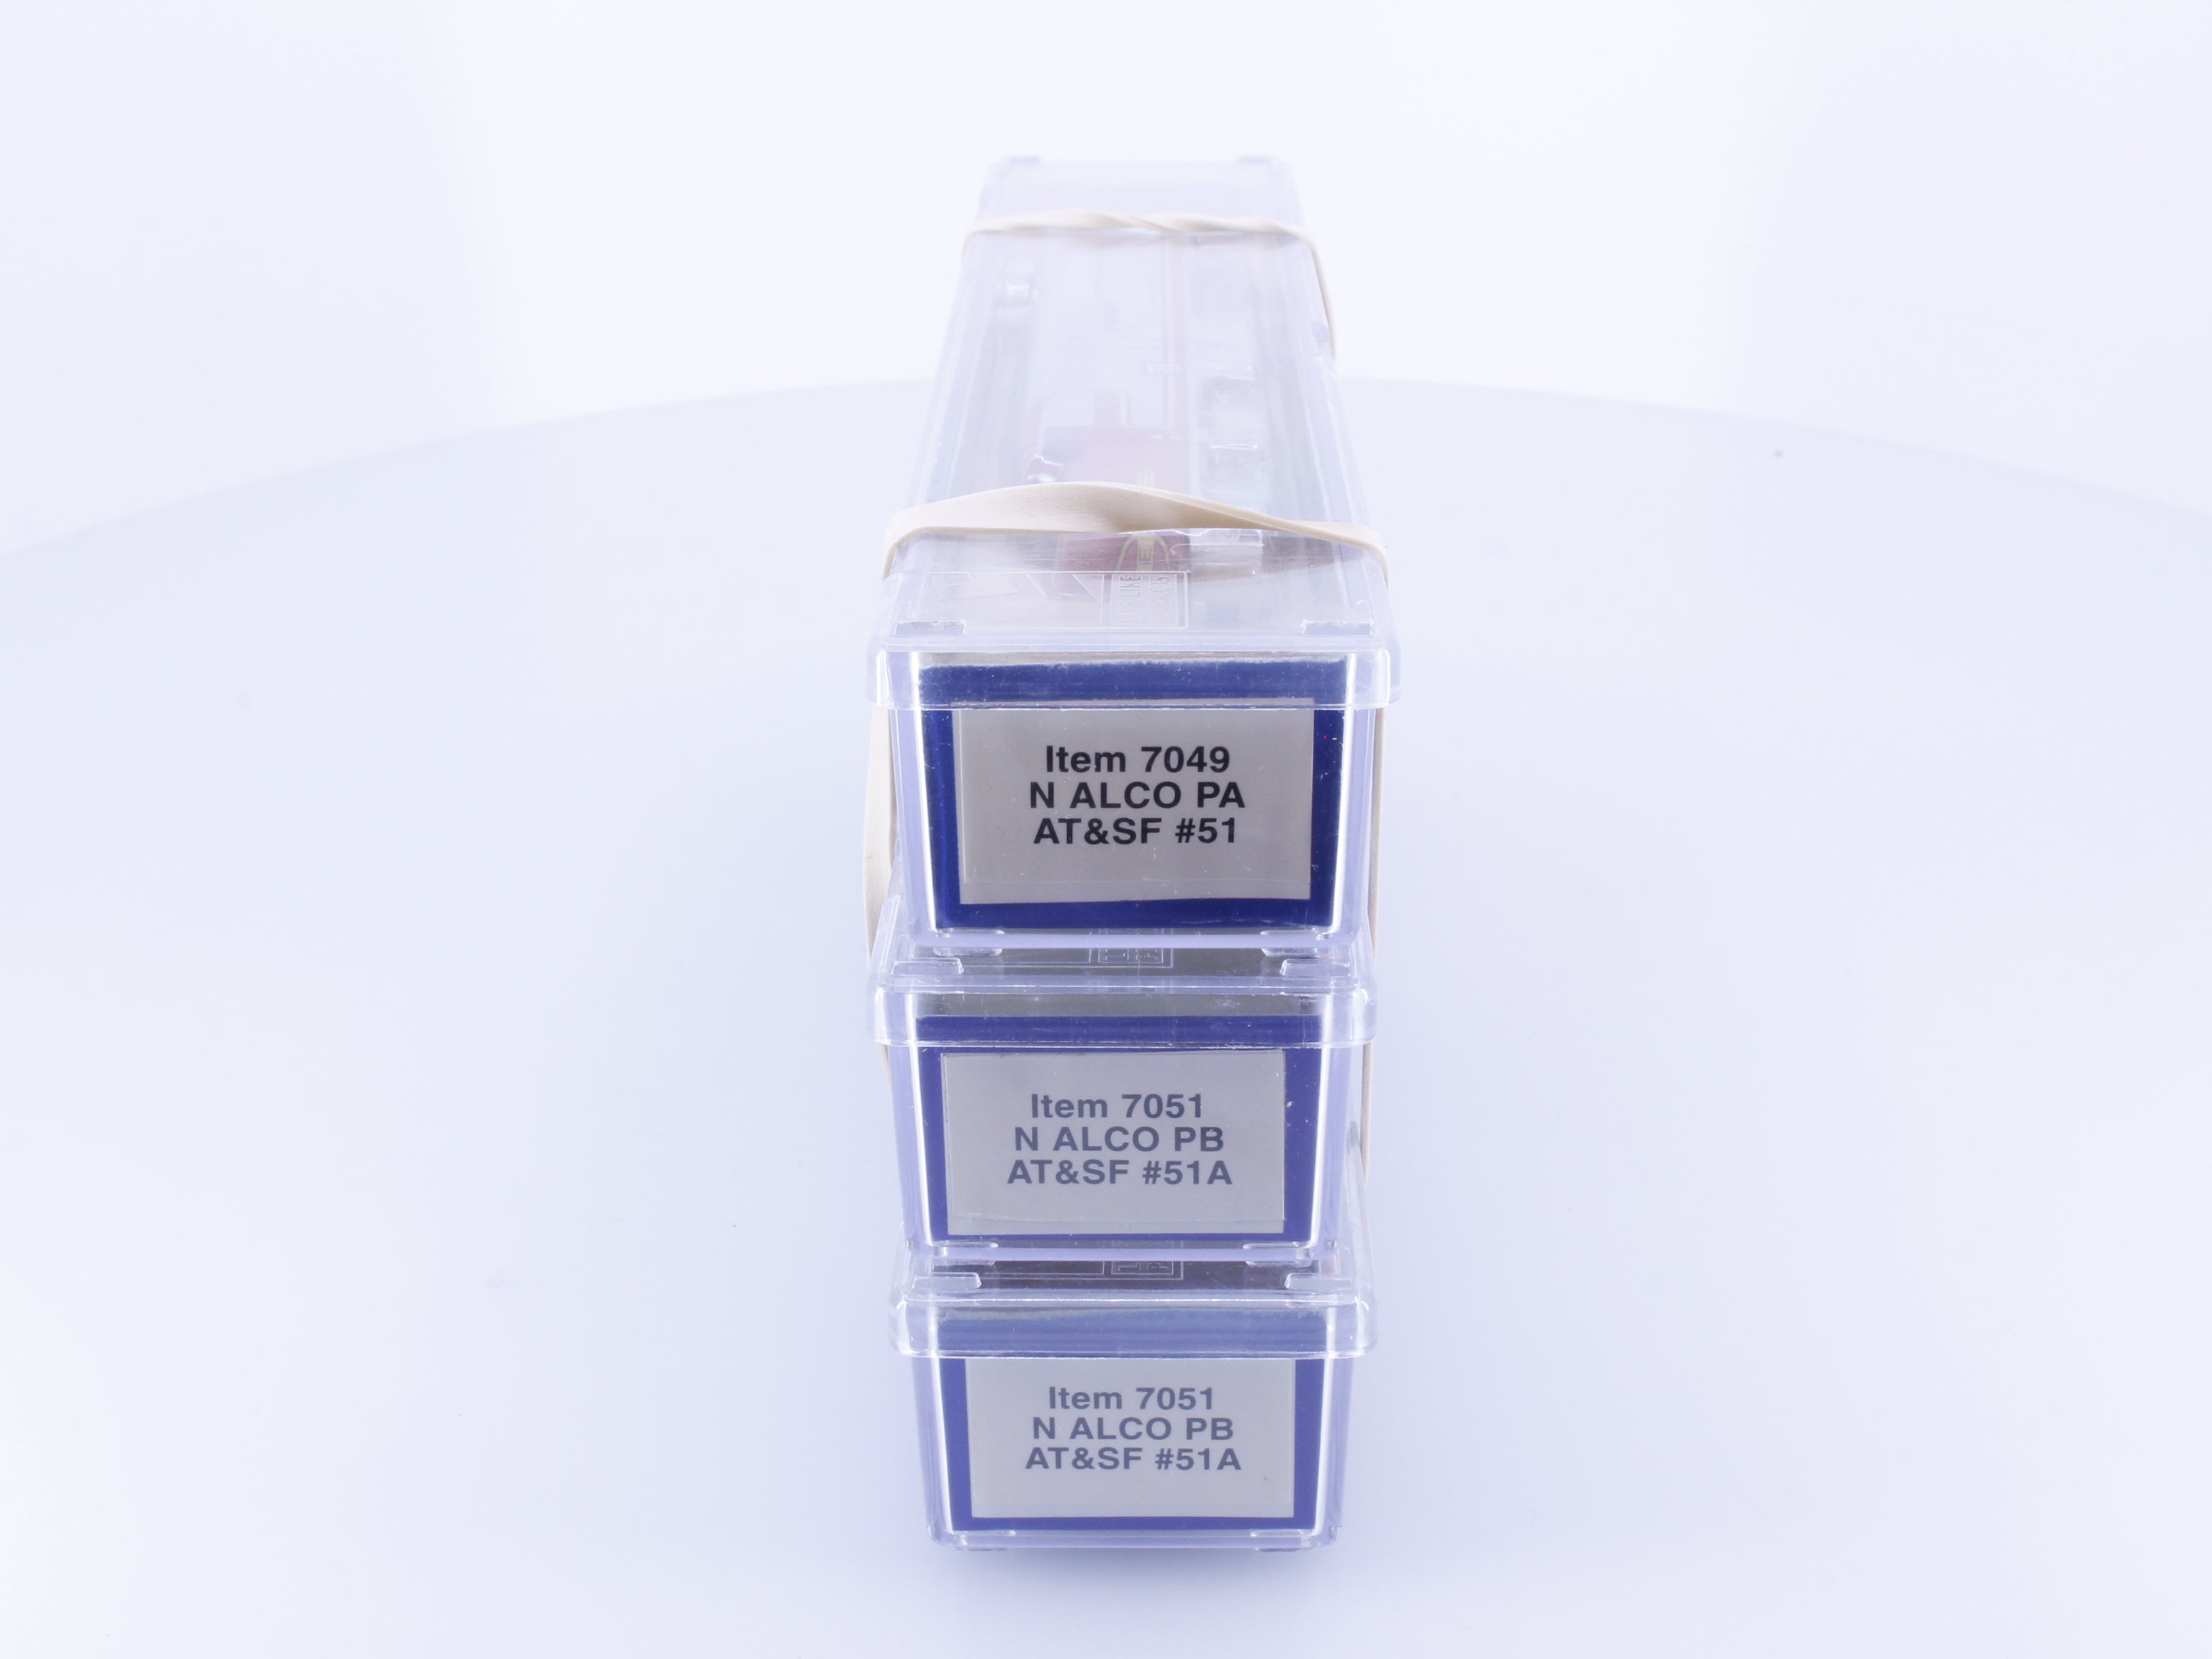 Item 7049
N ALCO PA
AT&SF #51
Item 7051
N ALCO PB
AT&SF #51A
Item 7051
N ALCO PB
AT&SF #51A